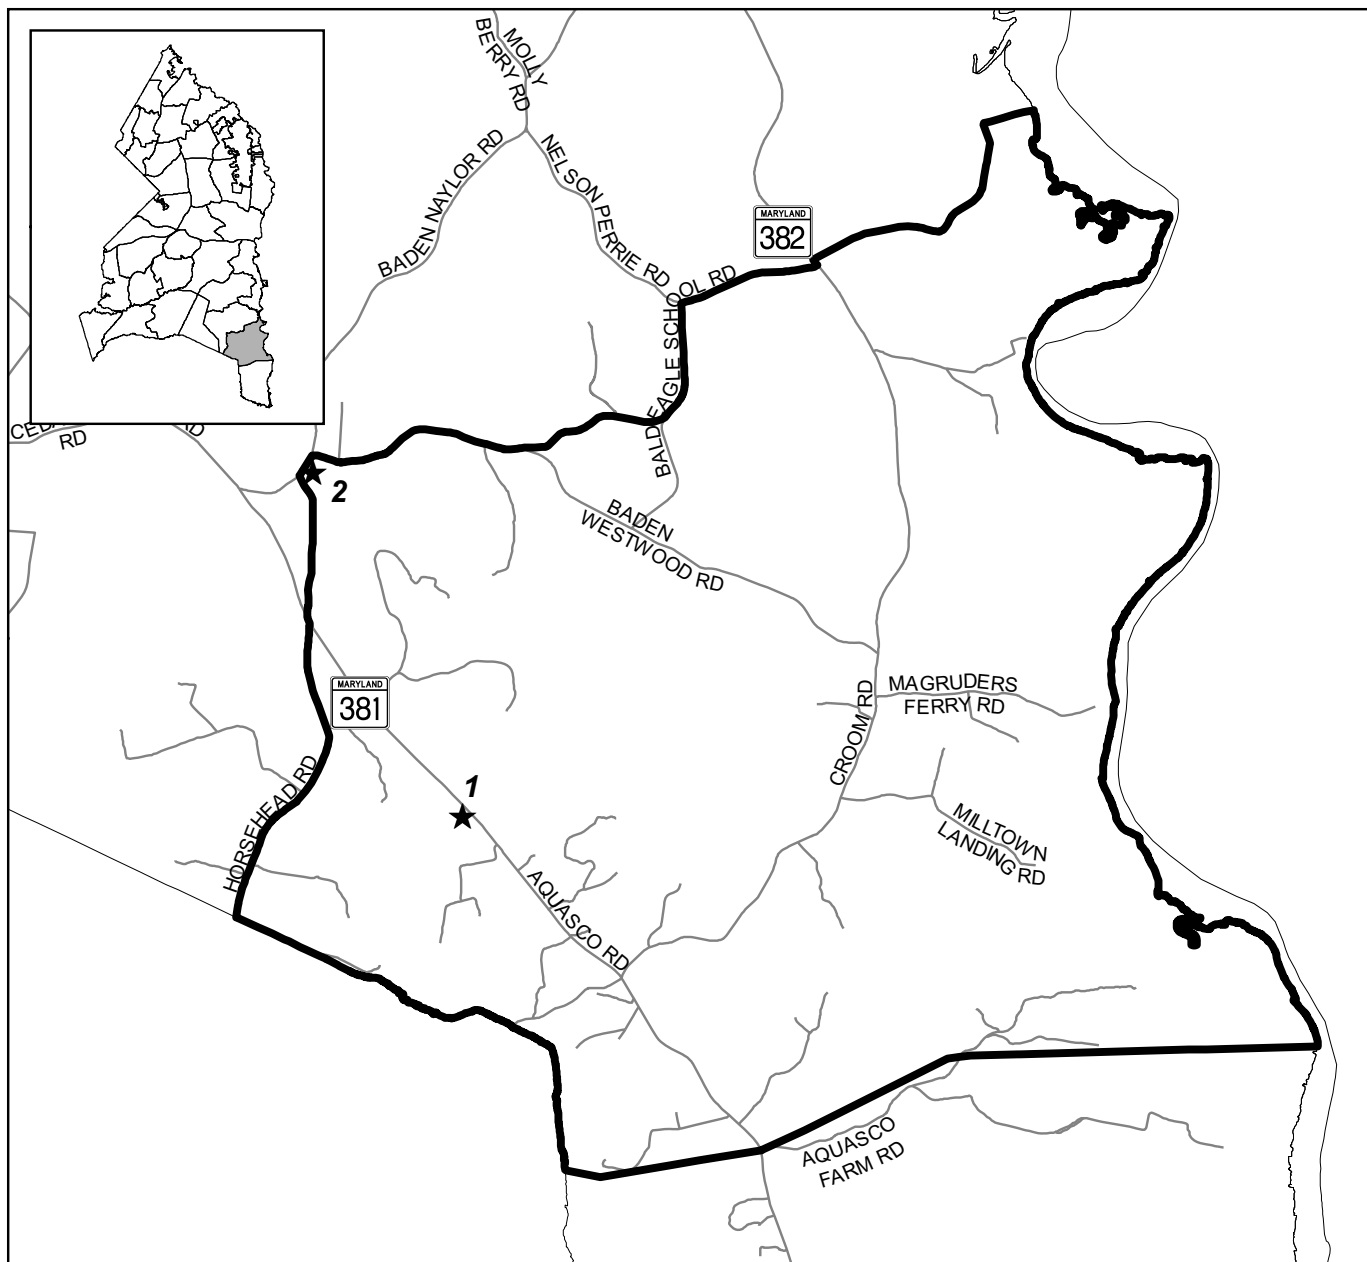 MOLLY
BERRY RD
BADEN NAYLOR RD
NELSON PERRIE RD
MARYLAND
382
BALD EAGLE SCHOOL RD
RD
2
BADEN
WESTWOOD RD
MARYLAND
381
MAGRUDERS
FERRY RD
CROOM RD
HORSEHEAD RD
1
MILLTOWN
LANDING RD
AQUASCO RD
AQUASCO
FARM RD